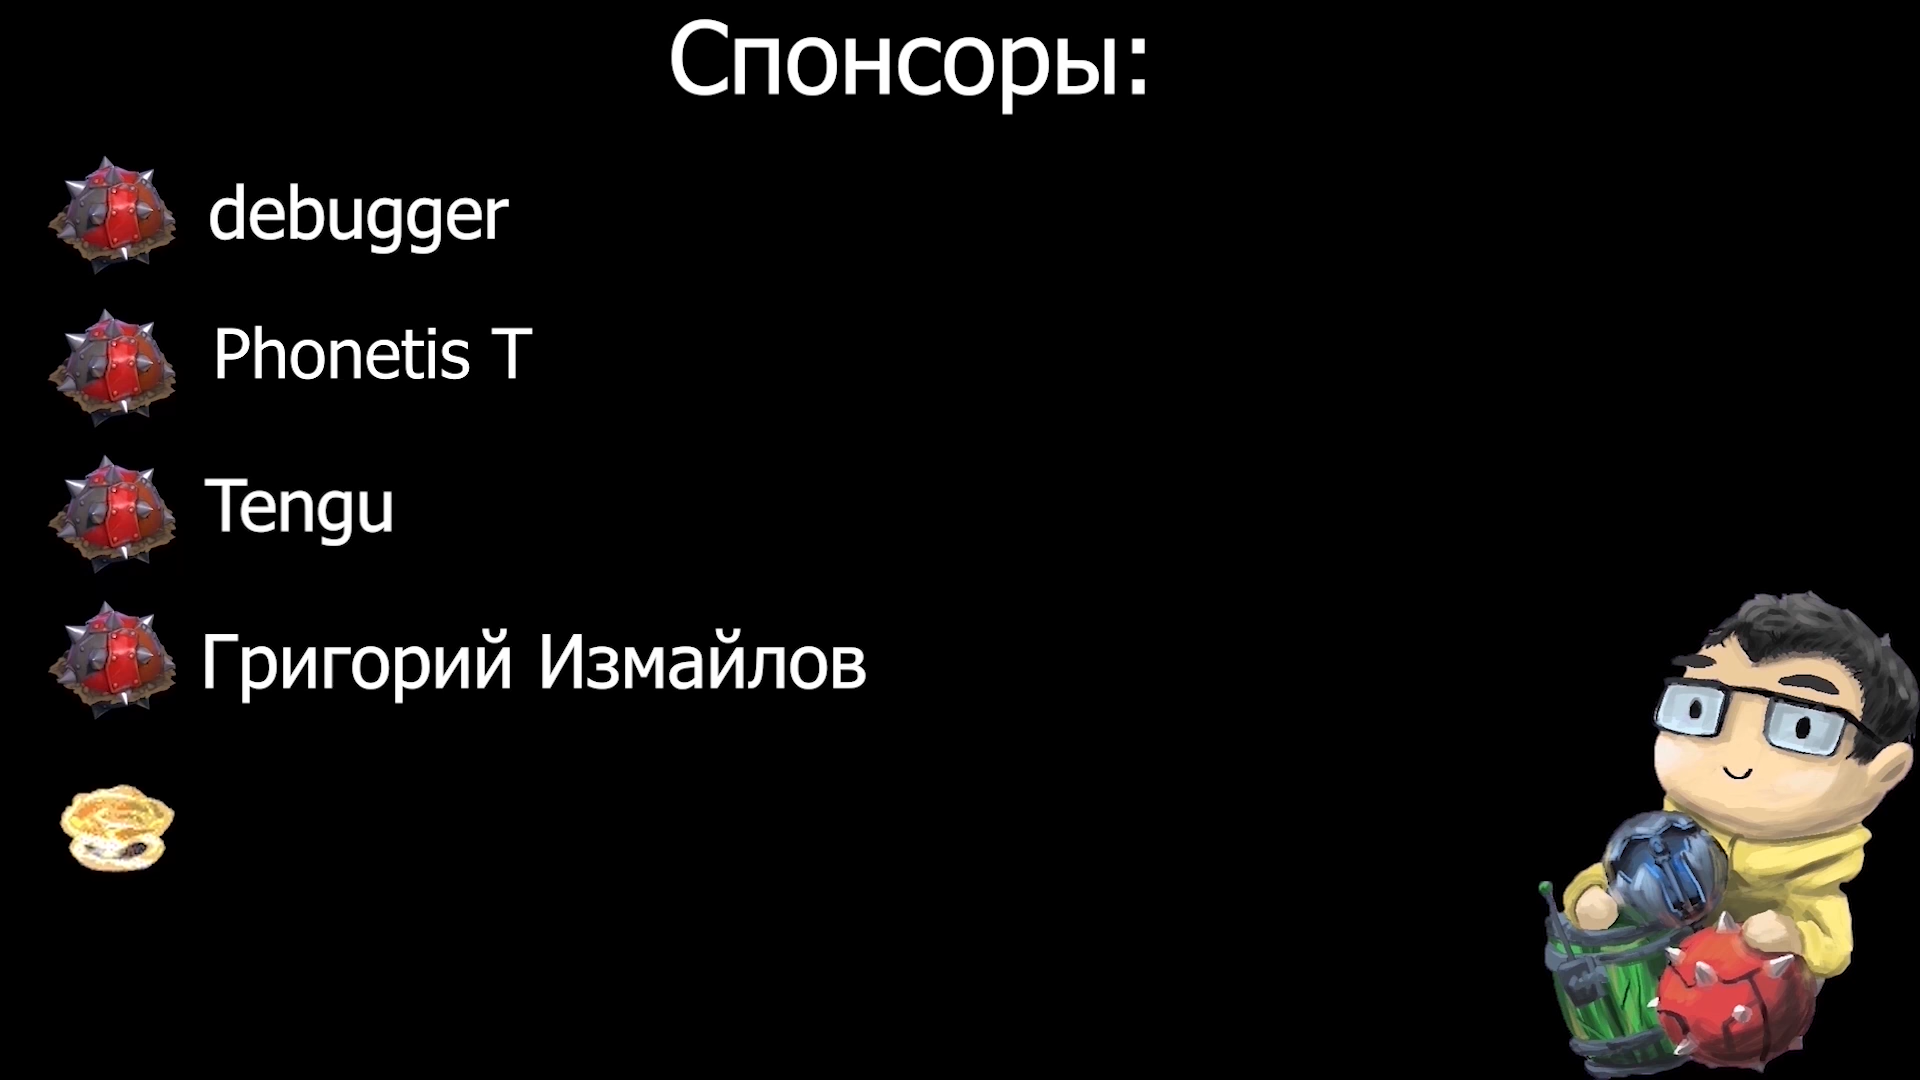 Спонсоры:
debugger
Phonetis T
Tengu
Григорий Измайлов